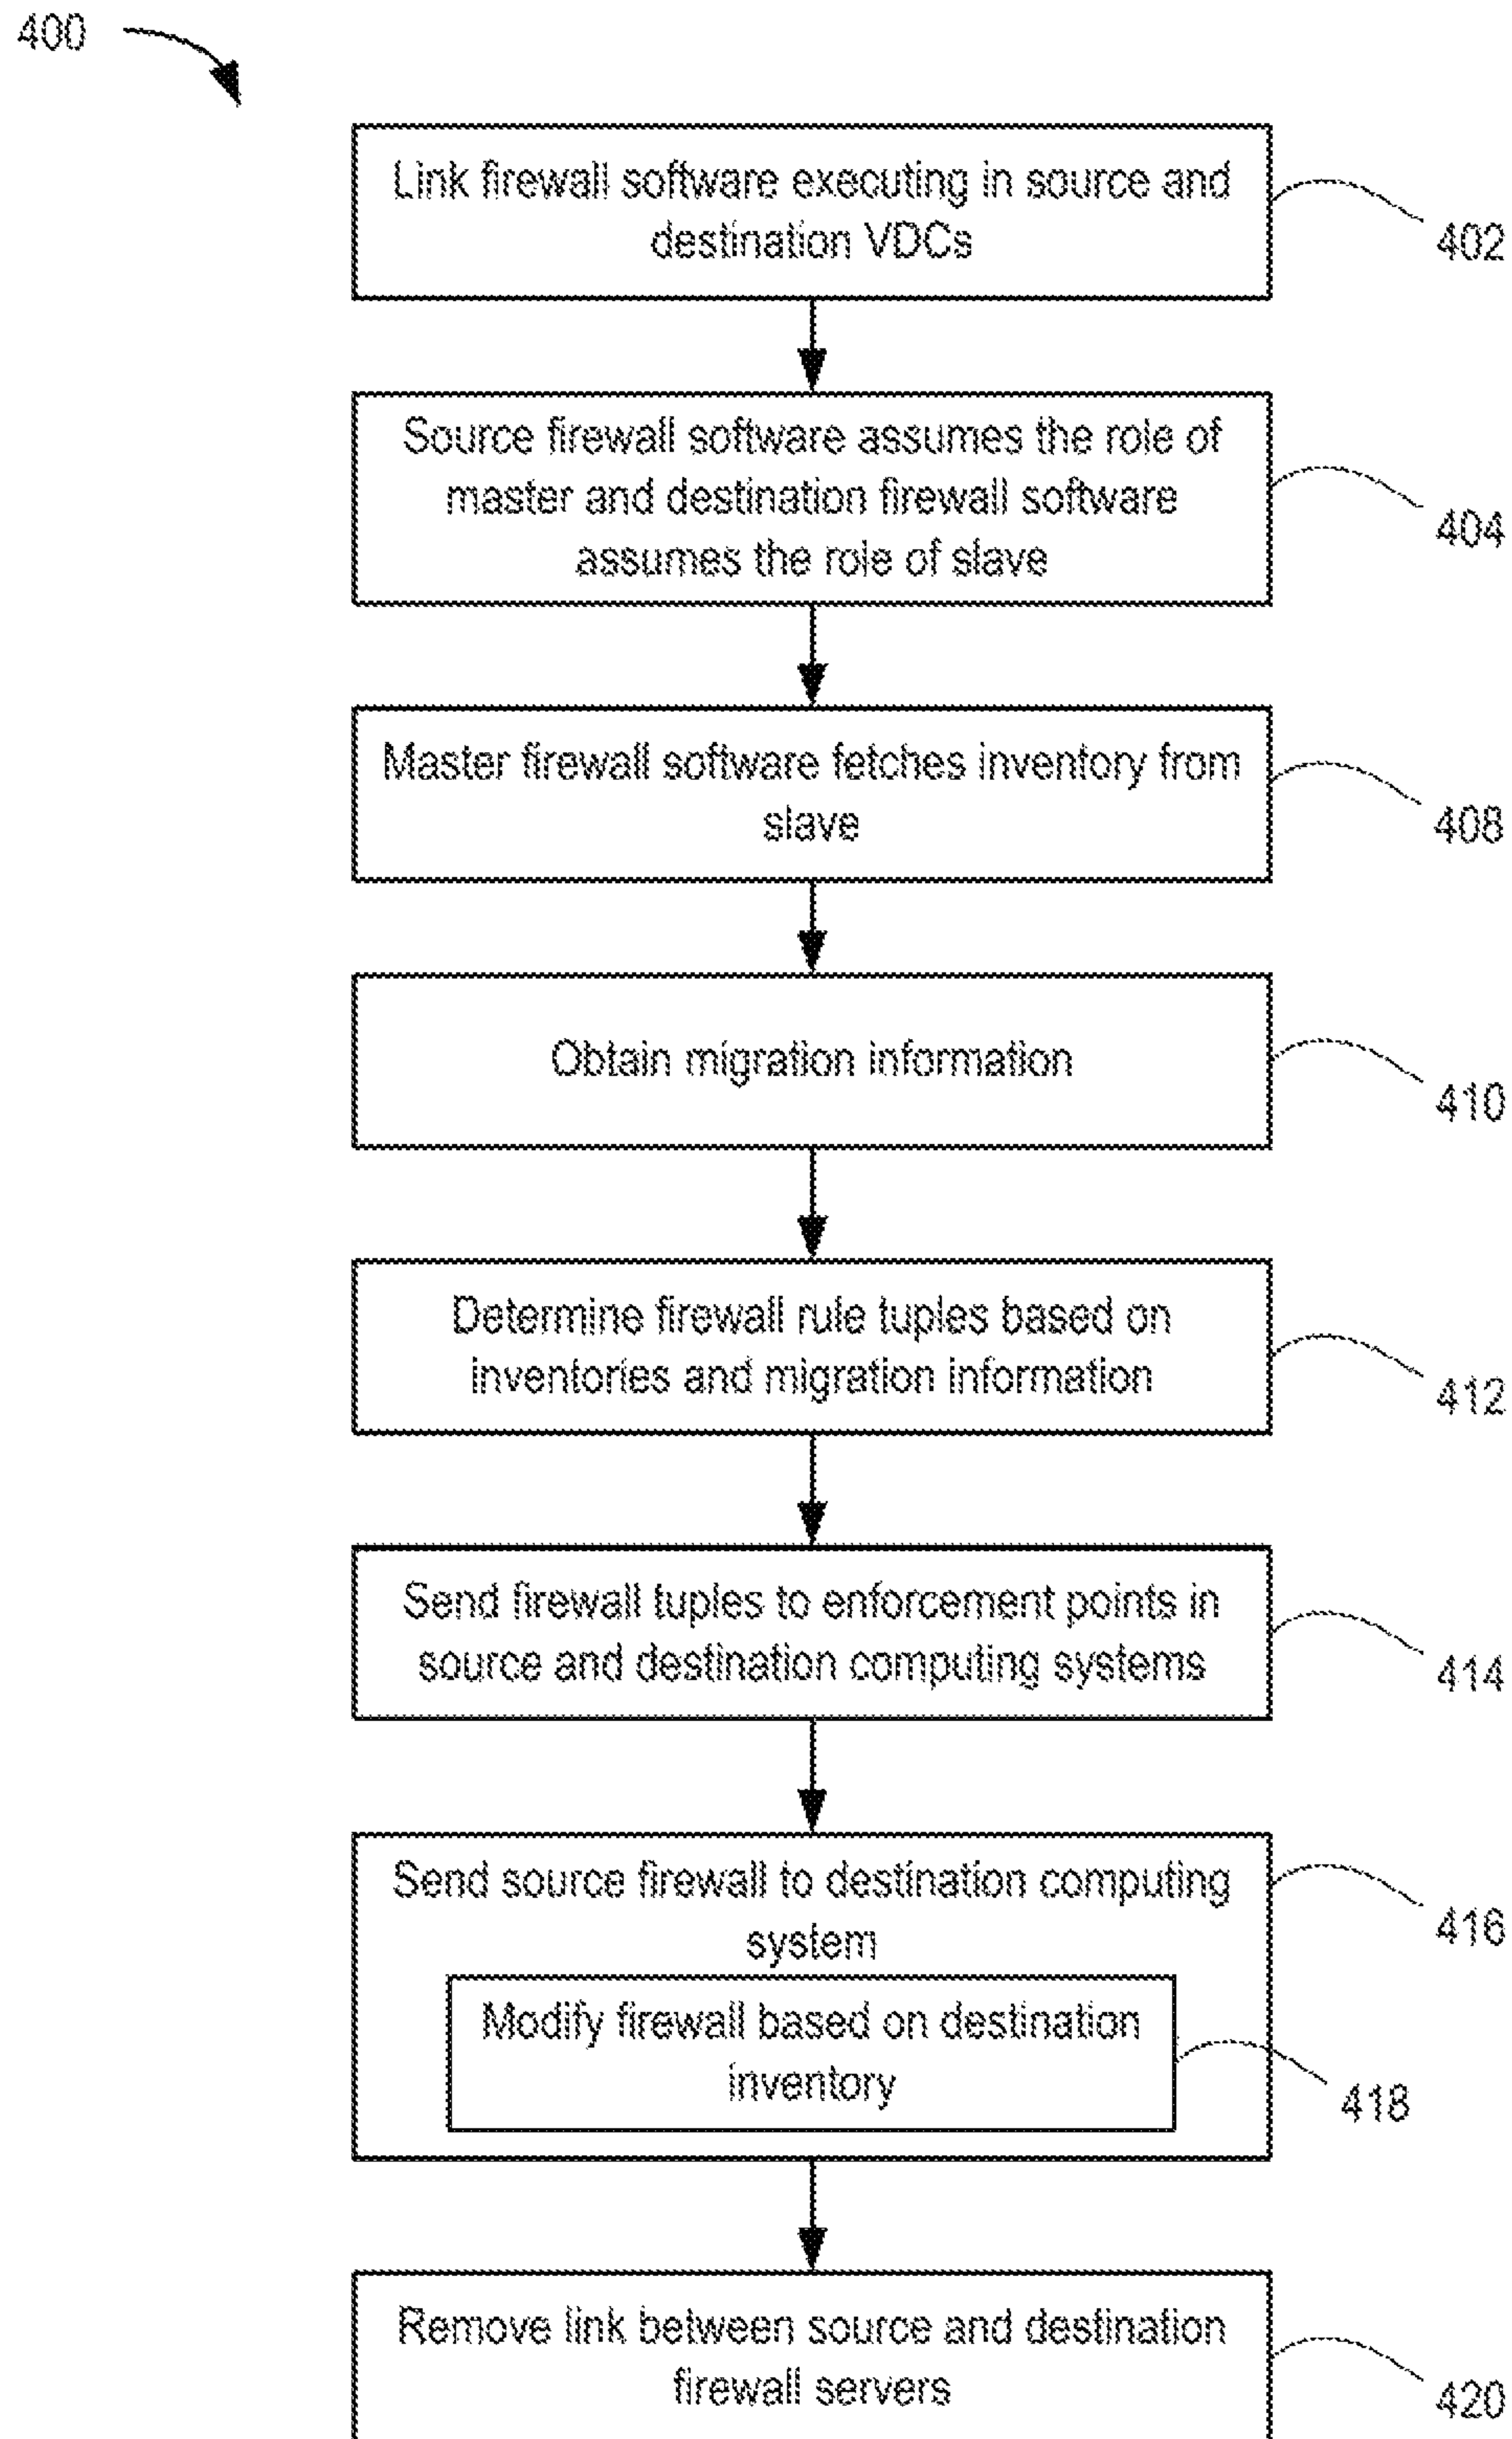 400
Link firewall software executing in source and
destination VDCs
402
Source firewall software assumes the role of
master and destination firewall software
assumes the role of slave
404
Master firewall software fetches inventory from
slave
408
Obtain migration information
410
Determine firewall rule tuples based on
inventories and migration information
412
Send firewall tuples to enforcement points in
source and destination computing systems
414
Send source firewall to destination computing
system
416
Modify firewall based on destination
inventory
418
Remove link between source and destination
firewall servers
420